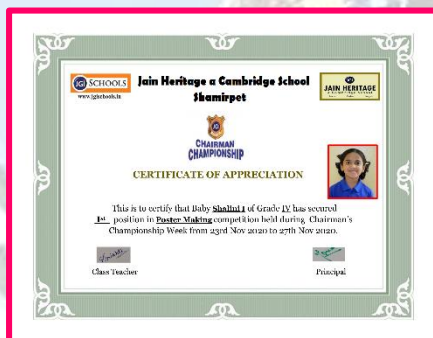 JGI SCHOOLS
www.jgischools.in
Jain Heritage a Cambridge School
Shamirpet
JAIN HERITAGE
JG
CHAIRMAN
CHAMPIONSHIP
CERTIFICATE OF APPRECIATION
This is to certify that Baby Shalini I of Grade IV has secured
1st position in Poster Making competition held during Chairman's
Championship Week from 23rd Nov 2020 to 27th Nov 2020.
Class Teacher
Principal